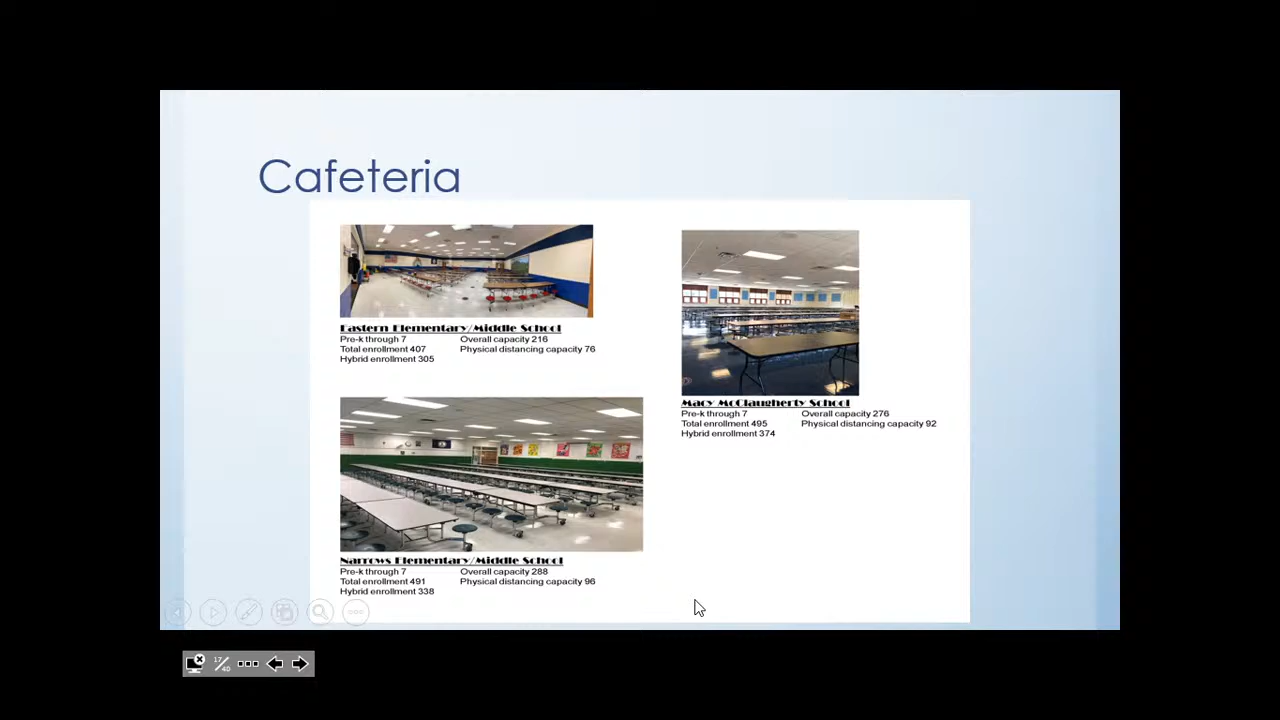 Cafeteria
Eastern Elementary/Middle School
Pre-k through 7 Overall capacity 216
Total enrollment 407 Physical distancing capacity 76
Hybrid enrollment 305
Macy McClaugherty School
Pre-k through 7 Overall capacity 276
Total enrollment 495 Physical distancing capacity 92
Hybrid enrollment 374
Narrows Elementary/Middle School
Pre-k through 7 Overall capacity 288
Total enrollment 491 Physical distancing capacity 96
Hybrid enrollment 338
17/40